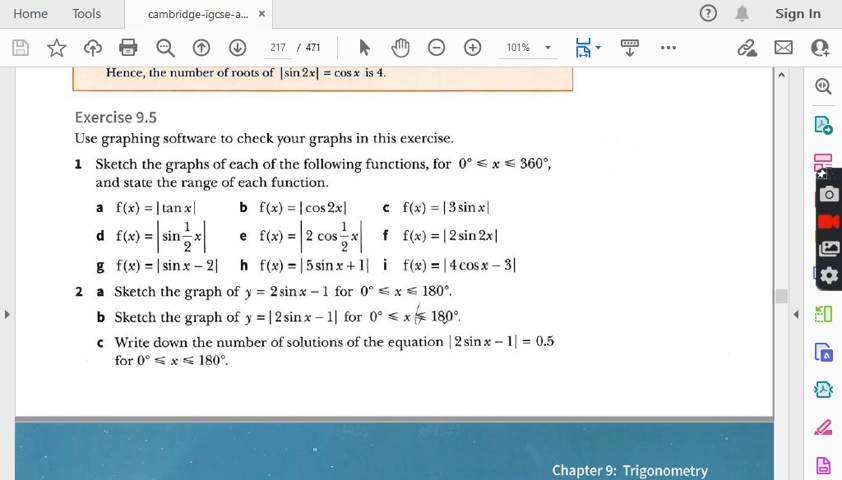 Home Tools cambridge-igcse-a... × Sign In
217 / 471 101%
Hence, the number of roots of |sin 2x| = cos x is 4.
Exercise 9.5
Use graphing software to check your graphs in this exercise.
1 Sketch the graphs of each of the following functions, for 0° ⩽ x ⩽ 360°,
and state the range of each function.
a f(x) = |tan x| b f(x) = |cos 2x| c f(x) = |3 sin x|
d f(x) = |sin 1/2 x| e f(x) = |2 cos 1/2 x| f f(x) = |2 sin 2x|
g f(x) = |sin x − 2| h f(x) = |5 sin x + 1| i f(x) = |4 cos x − 3|
2 a Sketch the graph of y = 2 sin x − 1 for 0° ⩽ x ⩽ 180°.
b Sketch the graph of y = |2 sin x − 1| for 0° ⩽ x ⩽ 180°.
c Write down the number of solutions of the equation |2 sin x − 1| = 0.5
for 0° ⩽ x ⩽ 180°.
Chapter 9: Trigonometry